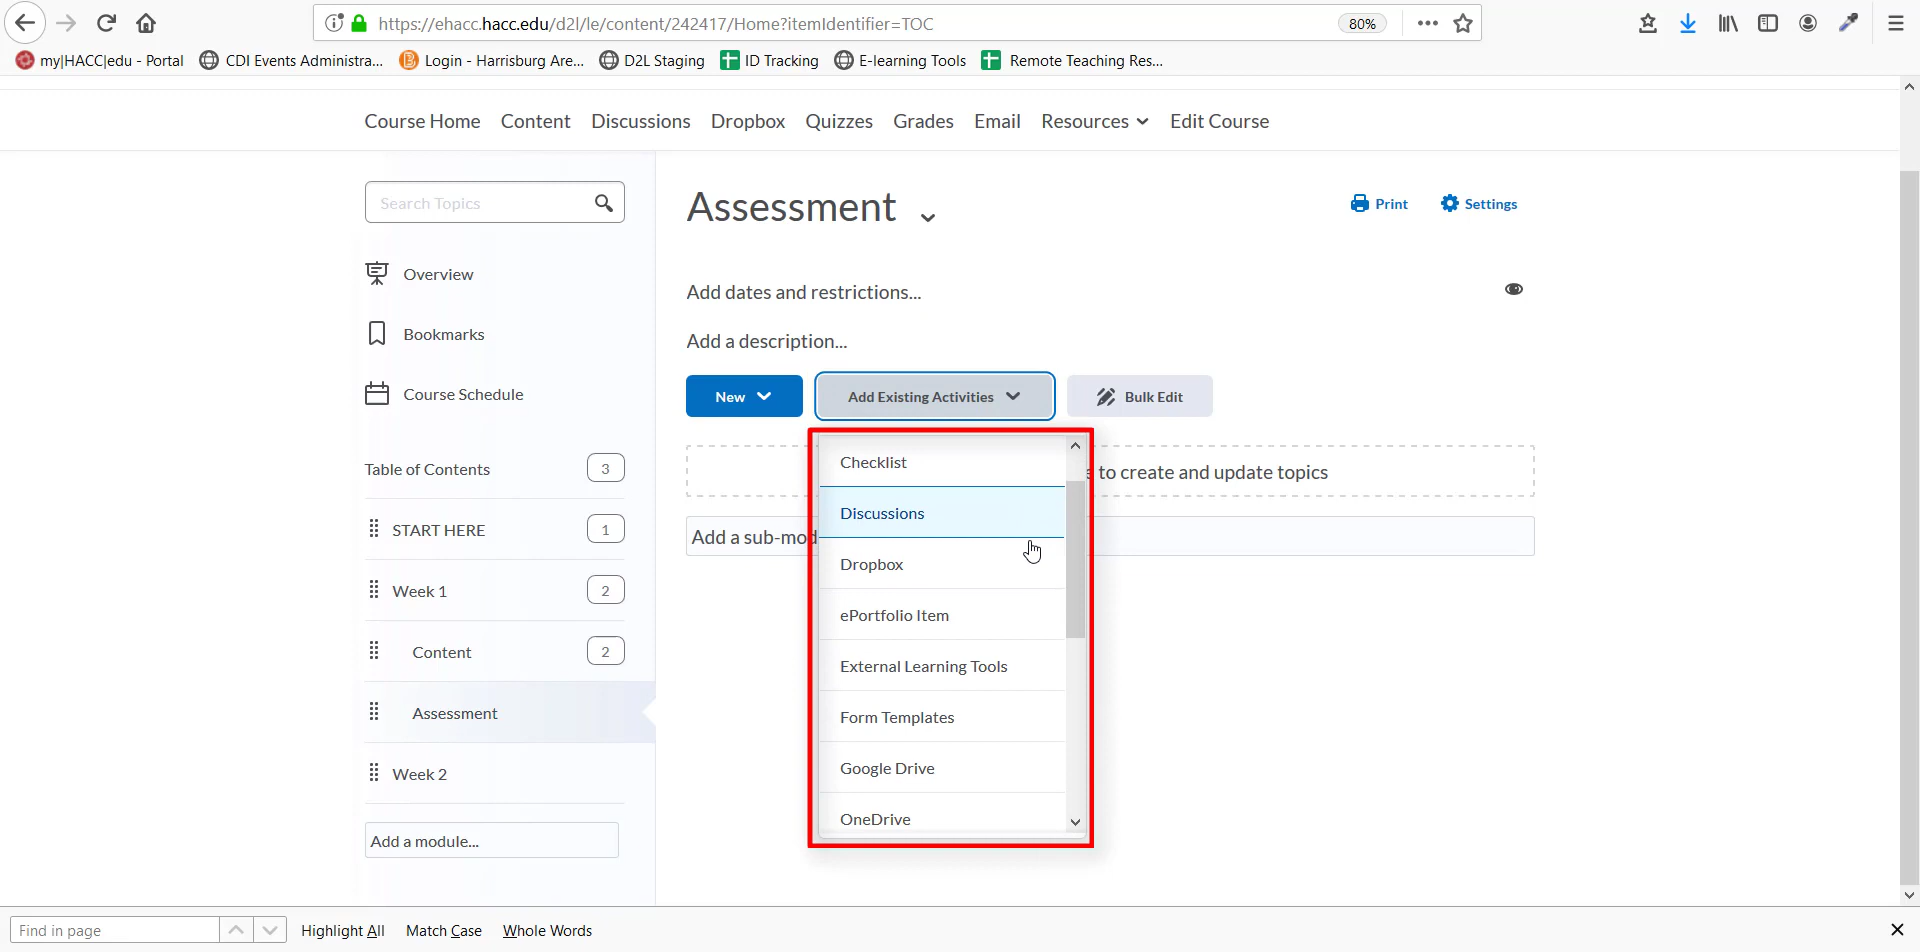 https://ehacc.hacc.edu/d2l/le/content/242417/Home?itemIdentifier=TOC
80%
my|HACC|edu - Portal
CDI Events Administra...
Login - Harrisburg Are...
D2L Staging
ID Tracking
E-learning Tools
Remote Teaching Res...
Course Home
Content
Discussions
Dropbox
Quizzes
Grades
Email
Resources
Edit Course
Search Topics
Overview
Bookmarks
Course Schedule
Table of Contents
3
START HERE
1
Week 1
2
Content
2
Assessment
Week 2
Add a module...
Assessment
Print
Settings
Add dates and restrictions...
Add a description...
New
Add Existing Activities
Bulk Edit
to create and update topics
Add a sub-mod
Checklist
Discussions
Dropbox
ePortfolio Item
External Learning Tools
Form Templates
Google Drive
OneDrive
Find in page
Highlight All
Match Case
Whole Words